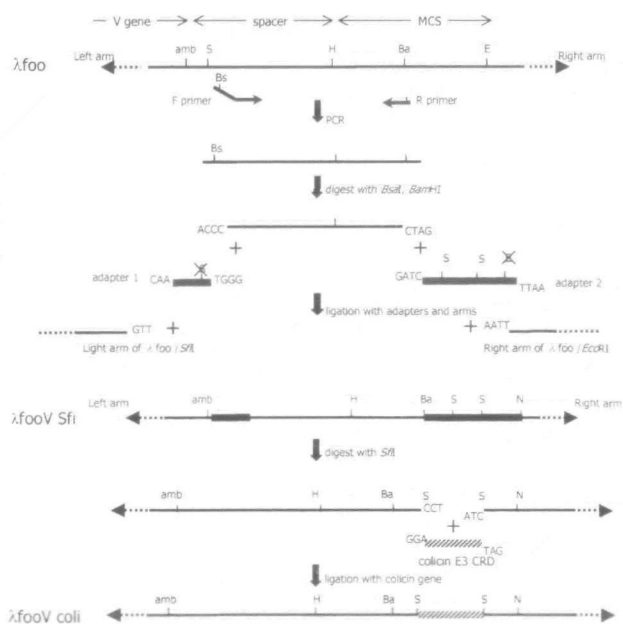 V gene spacer MCS
Left arm amb S H Ba E Right arm
λfoo
Bs
F primer R primer
PCR
Bs
digest with BsaI, BamHI
ACCC CTAG
+ +
S S
adapter 1 CAA TGGG GATC TTAA adapter 2
ligation with adapters and arms
GTT + + AATT
Light arm of λ foo /SfiI Right arm of λ foo /EcoRI
Left arm amb H Ba S S N Right arm
λfooV Sfi
digest with SfiI
amb H Ba S S N
CCT ATC
+
GGA TAG
colicin E3 CRD
ligation with colicin gene
amb H Ba S S N
λfooV coli